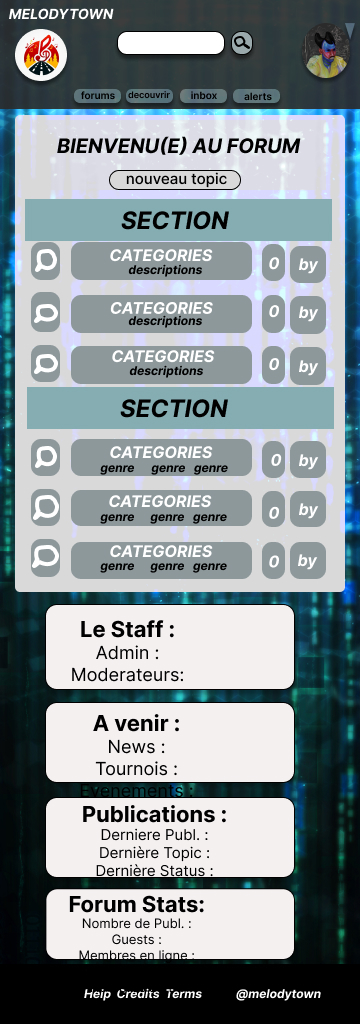 MELODYTOWN
forums decouvrir inbox alerts
BIENVENU(E) AU FORUM
nouveau topic
SECTION
CATEGORIES 0 by
descriptions
CATEGORIES 0 by
descriptions
CATEGORIES 0 by
descriptions
SECTION
CATEGORIES 0 by
genre genre genre
CATEGORIES 0 by
genre genre genre
CATEGORIES 0 by
genre genre genre
Le Staff :
Admin :
Moderateurs:
A venir :
News :
Tournois :
Evenements :
Publications :
Derniere Publ. :
Dernière Topic :
Dernière Status :
Forum Stats:
Nombre de Publ. :
Guests :
Membres en ligne :
Help Credits Terms @melodytown